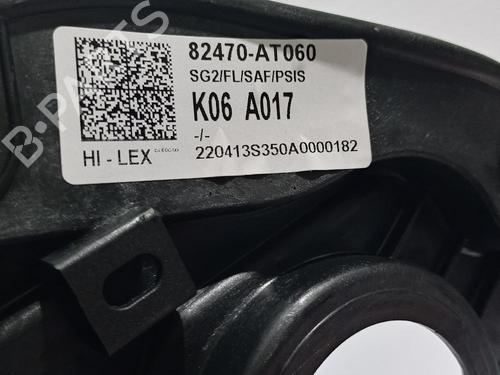 82470-AT060
SG2/FL/SAF/PSIS
K06 A017
-/-
HI - LEX
220413S350A0000182
B-PARTS